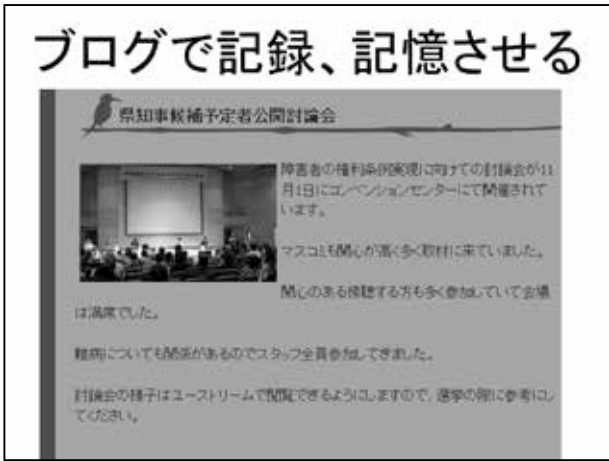 ブログで記録、記憶させる
県知事候補予定者公開討論会
障害者の権利条例実現に向けての討論会が11
月1日にコンベンションセンターにて開催されて
います。
マスコミも関心が高く多く取材に来ていました。
関心のある傍聴する方も多く参加していて会場
は満席でした。
難病についても関係があるのでスタッフ全員参加してきました。
討論会の様子はユーストリームで閲覧できるようにしますので、選挙の際に参考にし
てください。